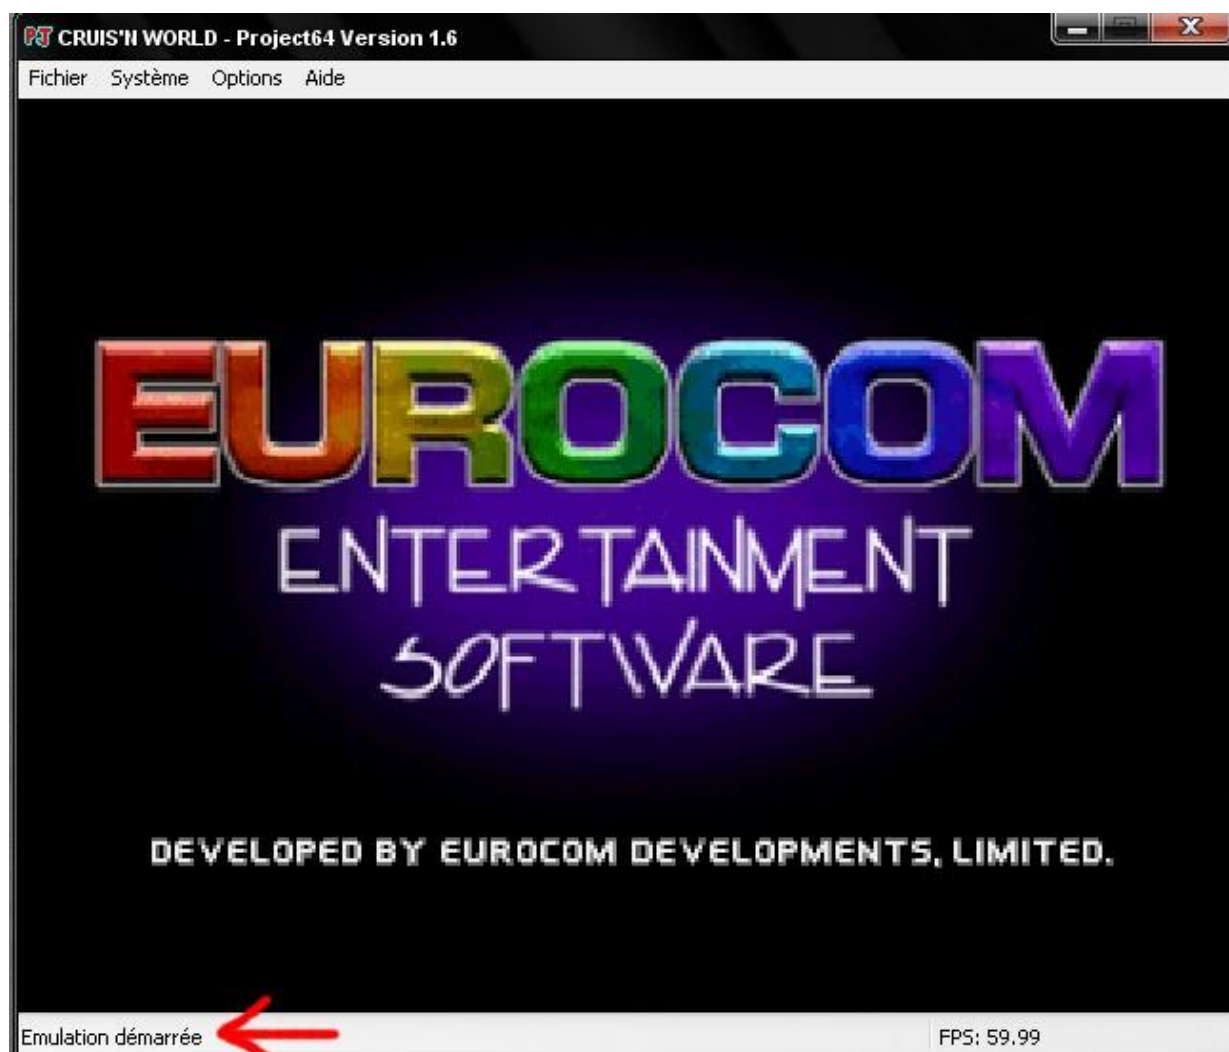 CRUIS'N WORLD - Project64 Version 1.6
Fichier Système Options Aide
EUROCOM
ENTERTAINMENT
SOFTWARE
DEVELOPED BY EUROCOM DEVELOPMENTS, LIMITED.
Emulation démarrée FPS: 59.99